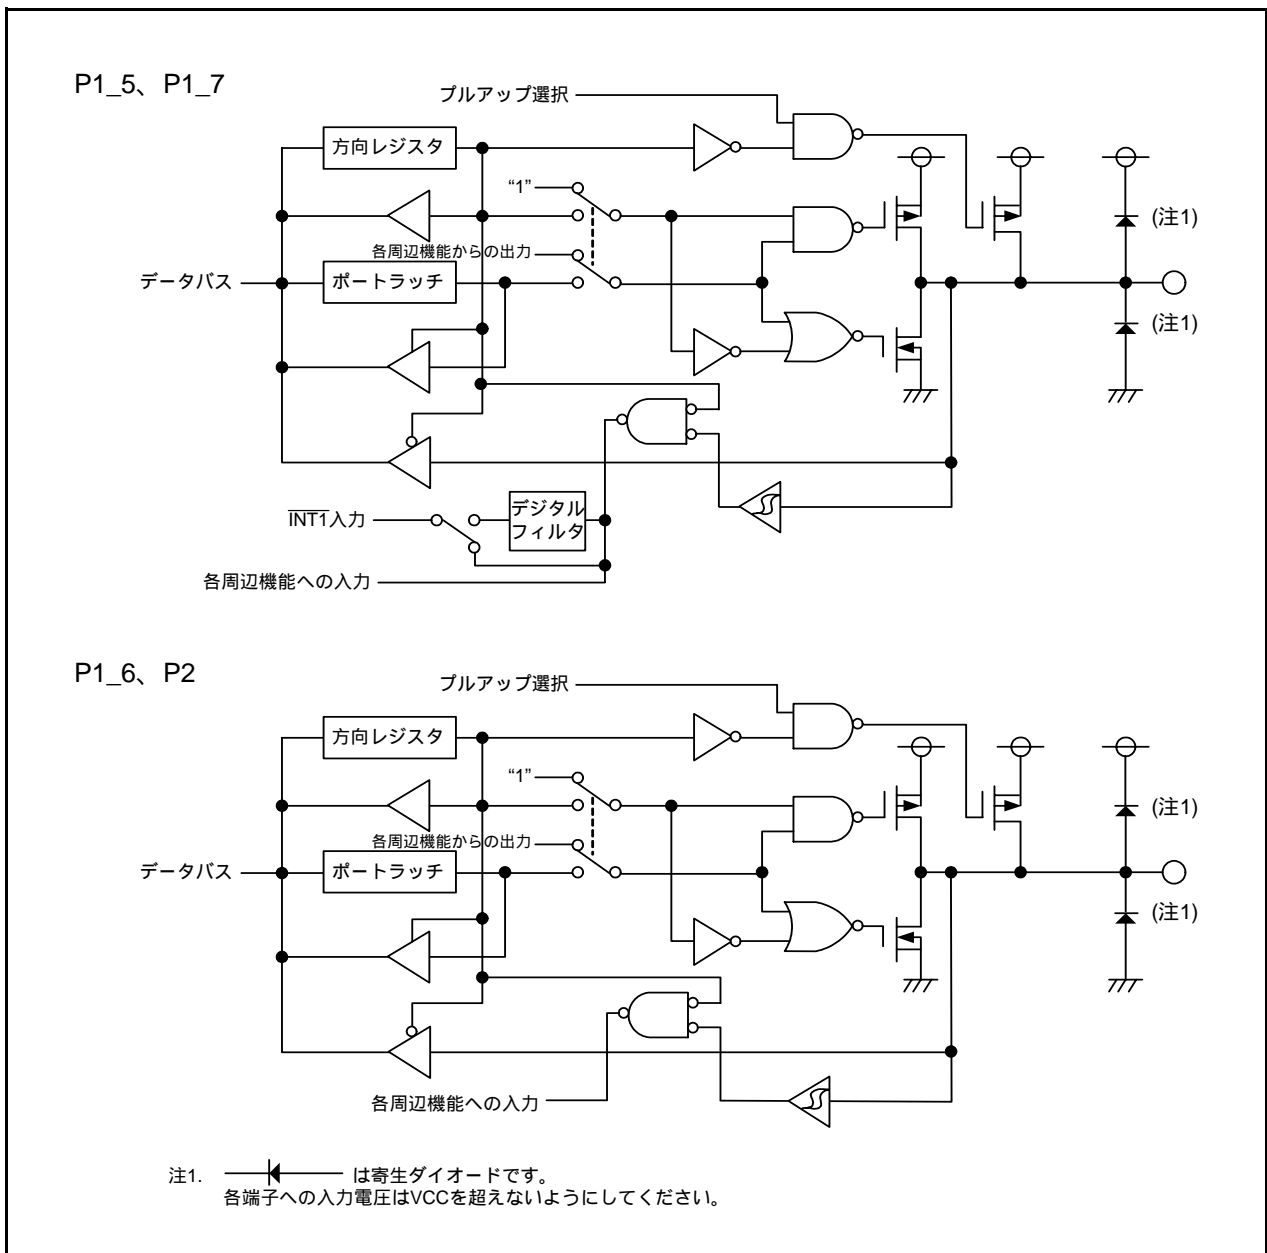 P1_5、P1_7
プルアップ選択
方向レジスタ
“1”
(注1)
各周辺機能からの出力
データバス
ポートラッチ
(注1)
デジタル
フィルタ
INT1入力
各周辺機能への入力
P1_6、P2
プルアップ選択
方向レジスタ
“1”
(注1)
各周辺機能からの出力
データバス
ポートラッチ
(注1)
各周辺機能への入力
注1. は寄生ダイオードです。
各端子への入力電圧はVCCを超えないようにしてください。